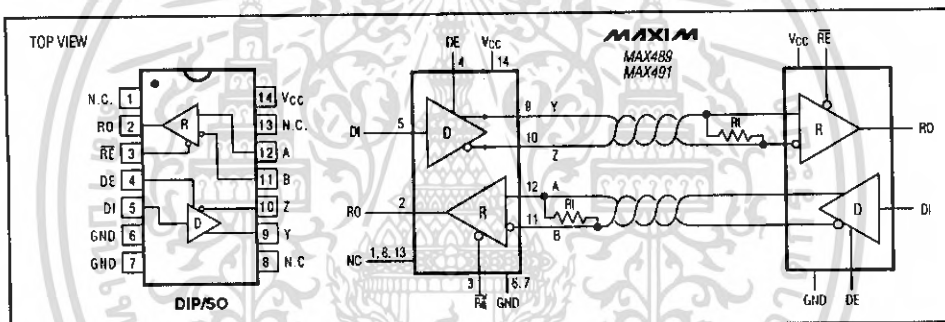 TOP VIEW
N.C. 1
RO 2
RE 3
DE 4
DI 5
GND 6
GND 7
14 Vcc
13 N.C.
12 A
11 B
10 Z
9 Y
8 N.C
R
D
DIP/SO
DE
4
Vcc
14
DI
5
D
9 Y
10
Z
RO
2
R
12 A
Rt
11
B
NC 1, 8, 13
3
RE
6, 7
GND
MAXIM
MAX489
MAX491
Rt
Vcc
RE
R
RO
D
DI
GND
DE